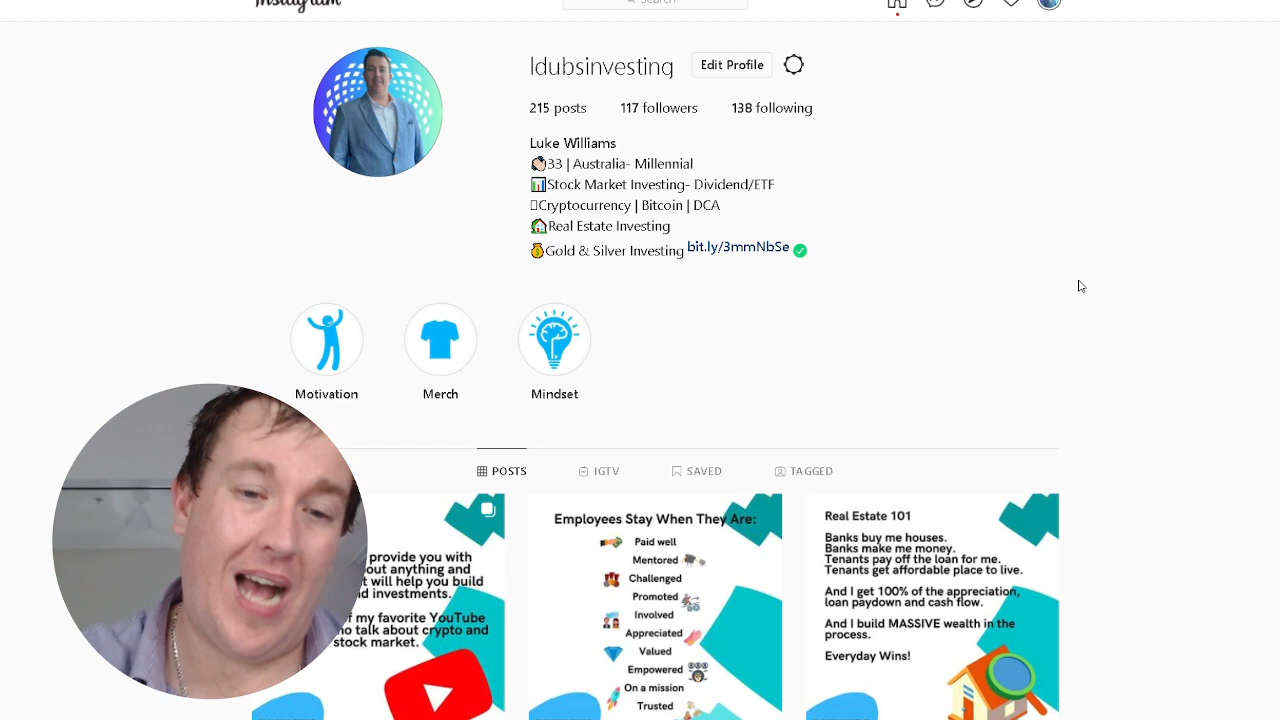 Instagram
Search
ldubsinvesting
Edit Profile
215 posts 117 followers 138 following
Luke Williams
33 | Australia- Millennial
Stock Market Investing- Dividend/ETF
Cryptocurrency | Bitcoin | DCA
Real Estate Investing
Gold & Silver Investing bit.ly/3mmNbSe
Motivation Merch Mindset
POSTS IGTV SAVED TAGGED
provide you with
out anything and
t will help you build
d investments.
f my favorite YouTube
ho talk about crypto and
stock market.
Employees Stay When They Are:
Paid well
Mentored
Challenged
Promoted
Involved
Appreciated
Valued
Empowered
On a mission
Trusted
Real Estate 101
Banks buy me houses.
Banks make me money.
Tenants pay off the loan for me.
Tenants get affordable place to live.
And I get 100% of the appreciation,
loan paydown and cash flow.
And I build MASSIVE wealth in the
process.
Everyday Wins!